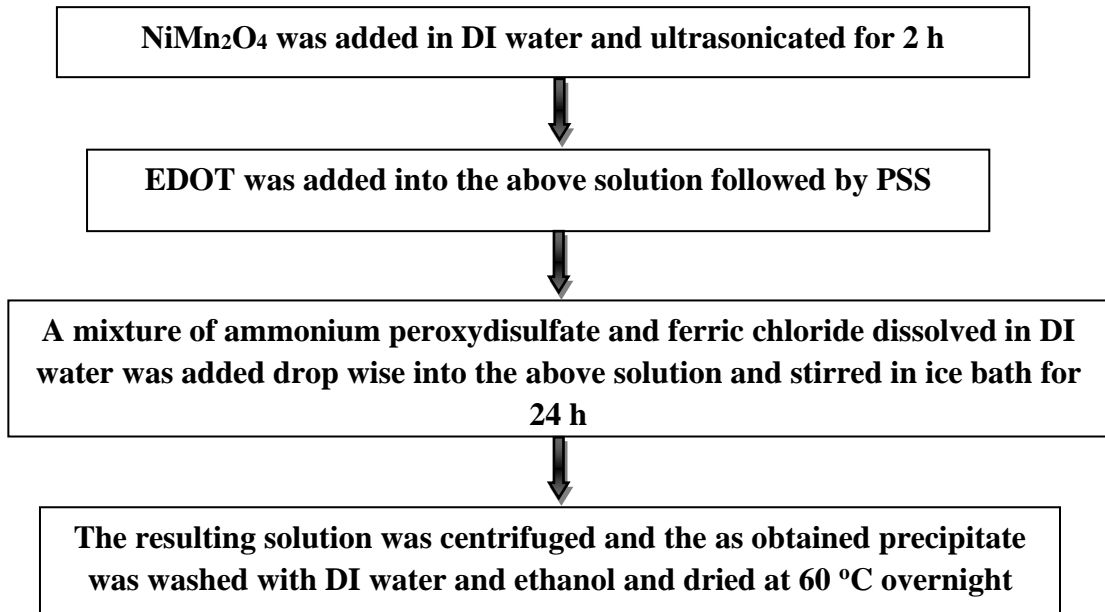 NiMn₂O₄ was added in DI water and ultrasonicated for 2 h
EDOT was added into the above solution followed by PSS
A mixture of ammonium peroxydisulfate and ferric chloride dissolved in DI
water was added drop wise into the above solution and stirred in ice bath for
24 h
The resulting solution was centrifuged and the as obtained precipitate
was washed with DI water and ethanol and dried at 60 ᵒC overnight